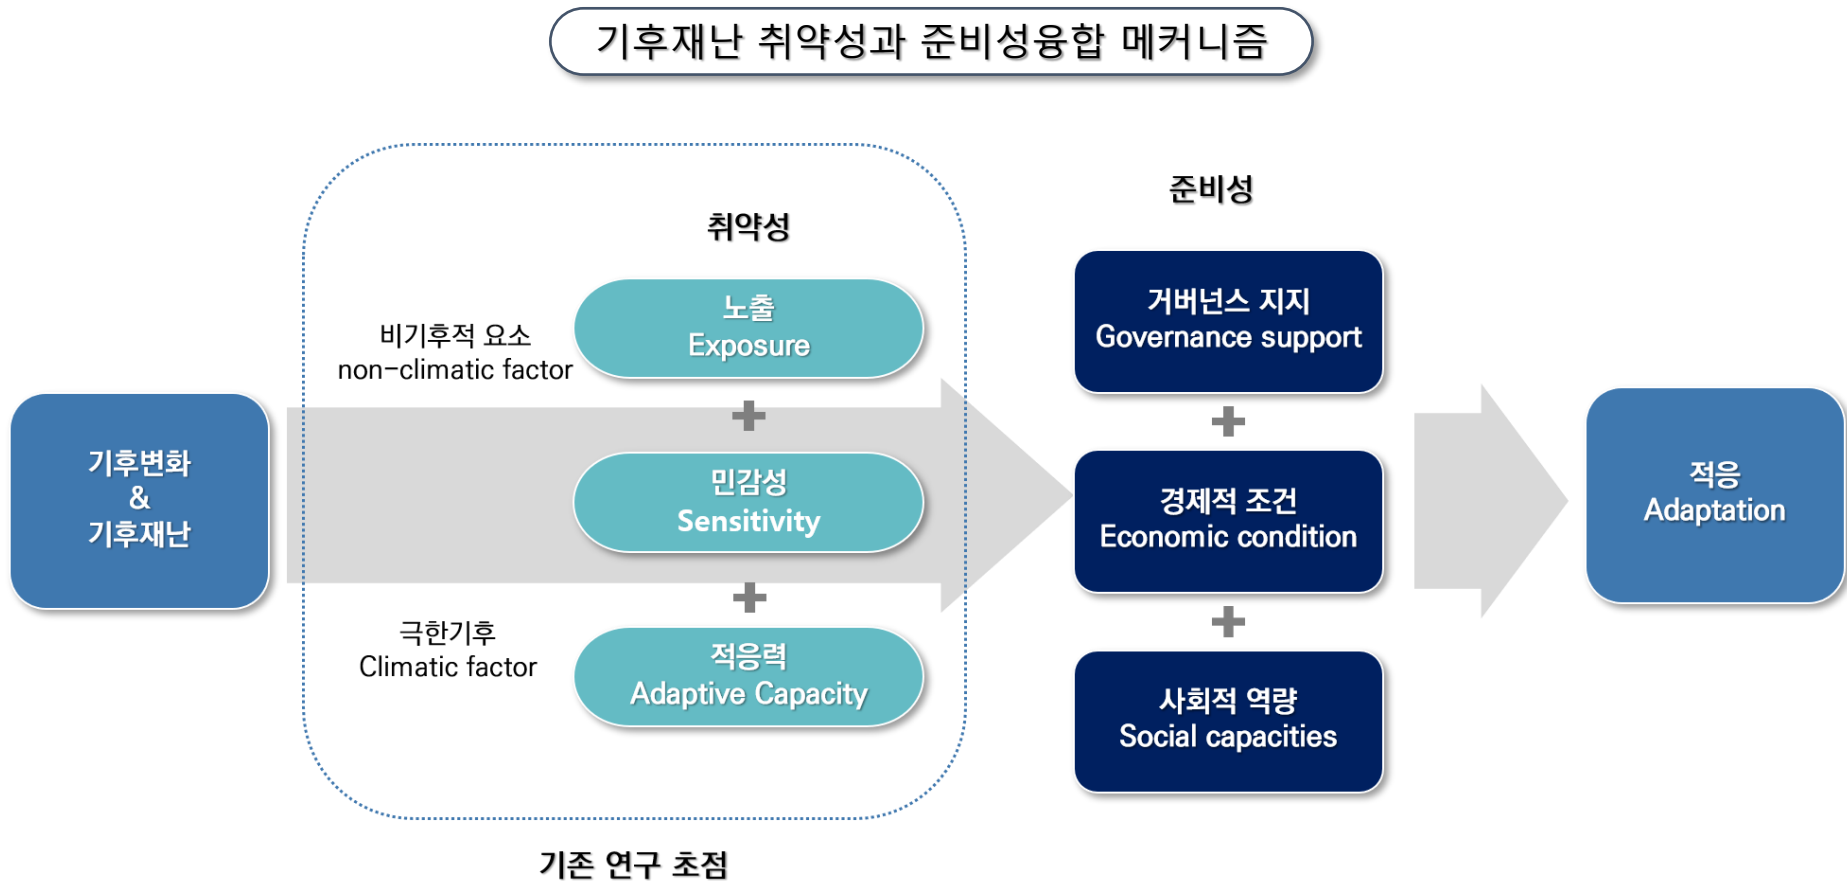 기후재난 취약성과 준비성융합 메커니즘
기후변화
&
기후재난
비기후적 요소
non-climatic factor
극한기후
Climatic factor
취약성
노출
Exposure
+
민감성
Sensitivity
+
적응력
Adaptive Capacity
기존 연구 초점
준비성
거버넌스 지지
Governance support
+
경제적 조건
Economic condition
+
사회적 역량
Social capacities
적응
Adaptation